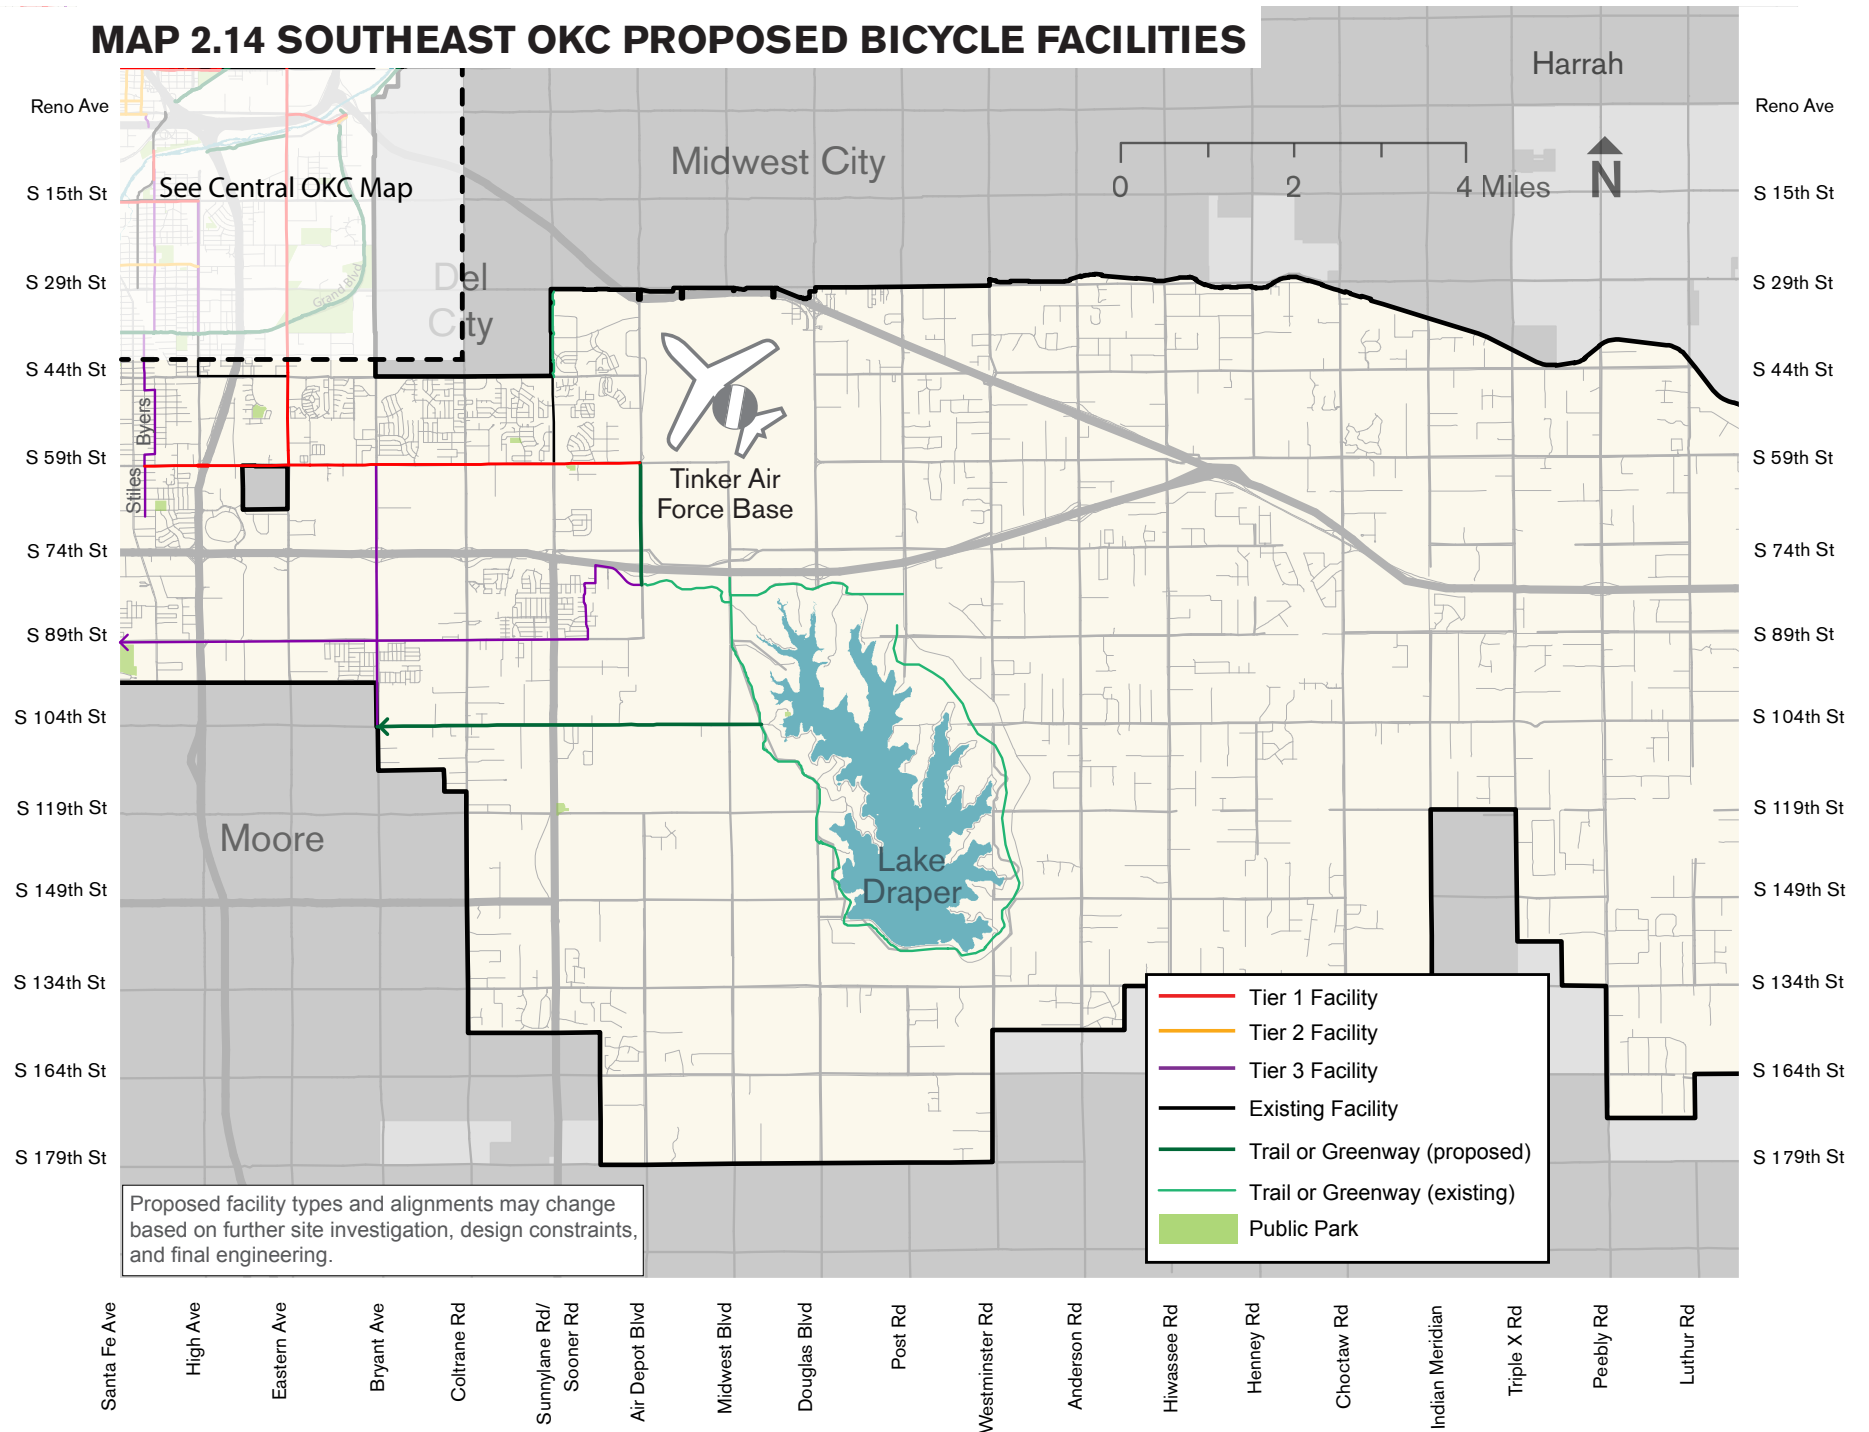 MAP 2.14 SOUTHEAST OKC PROPOSED BICYCLE FACILITIES
Harrah
Reno Ave
Reno Ave
Midwest City
0 2 4 Miles
N
See Central OKC Map
S 15th St
S 15th St
Grand Blvd
Del
City
S 29th St
S 29th St
S 44th St
S 44th St
Byers
S 59th St
S 59th St
Stiles
Tinker Air
Force Base
S 74th St
S 74th St
S 89th St
S 89th St
S 104th St
S 104th St
S 119th St
S 119th St
Moore
Lake
Draper
S 149th St
S 149th St
S 134th St
S 134th St
S 164th St
S 164th St
S 179th St
S 179th St
Tier 1 Facility
Tier 2 Facility
Tier 3 Facility
Existing Facility
Trail or Greenway (proposed)
Trail or Greenway (existing)
Public Park
Proposed facility types and alignments may change
based on further site investigation, design constraints,
and final engineering.
Santa Fe Ave
High Ave
Eastern Ave
Bryant Ave
Coltrane Rd
Sunnylane Rd/
Sooner Rd
Air Depot Blvd
Midwest Blvd
Douglas Blvd
Post Rd
Westminster Rd
Anderson Rd
Hiwassee Rd
Henney Rd
Choctaw Rd
Indian Meridian
Triple X Rd
Peebly Rd
Luthur Rd